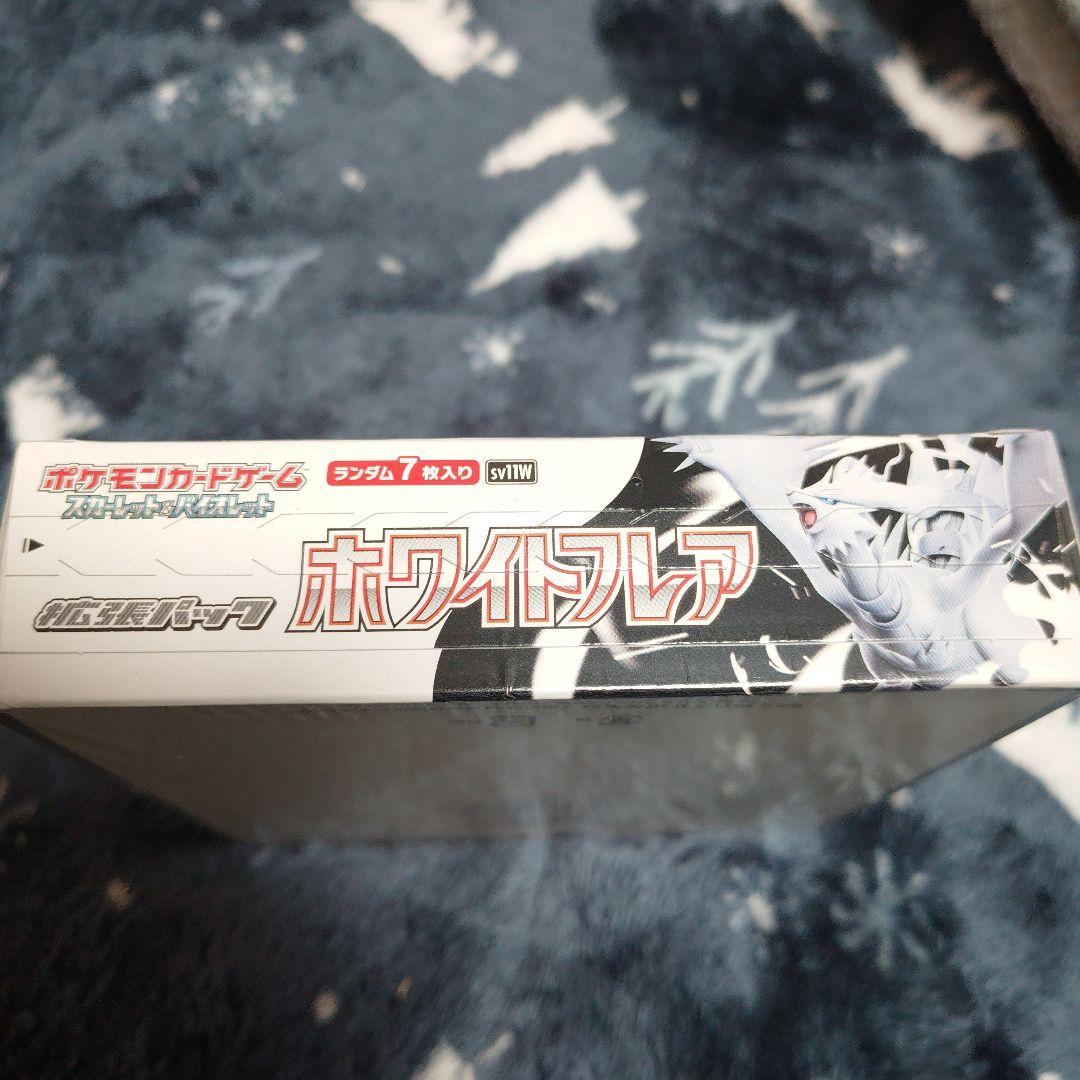 ポケモンカードゲーム
スカーレット&バイオレット
ランダム7枚入り
SV11W
拡張パック
ホワイトフレア